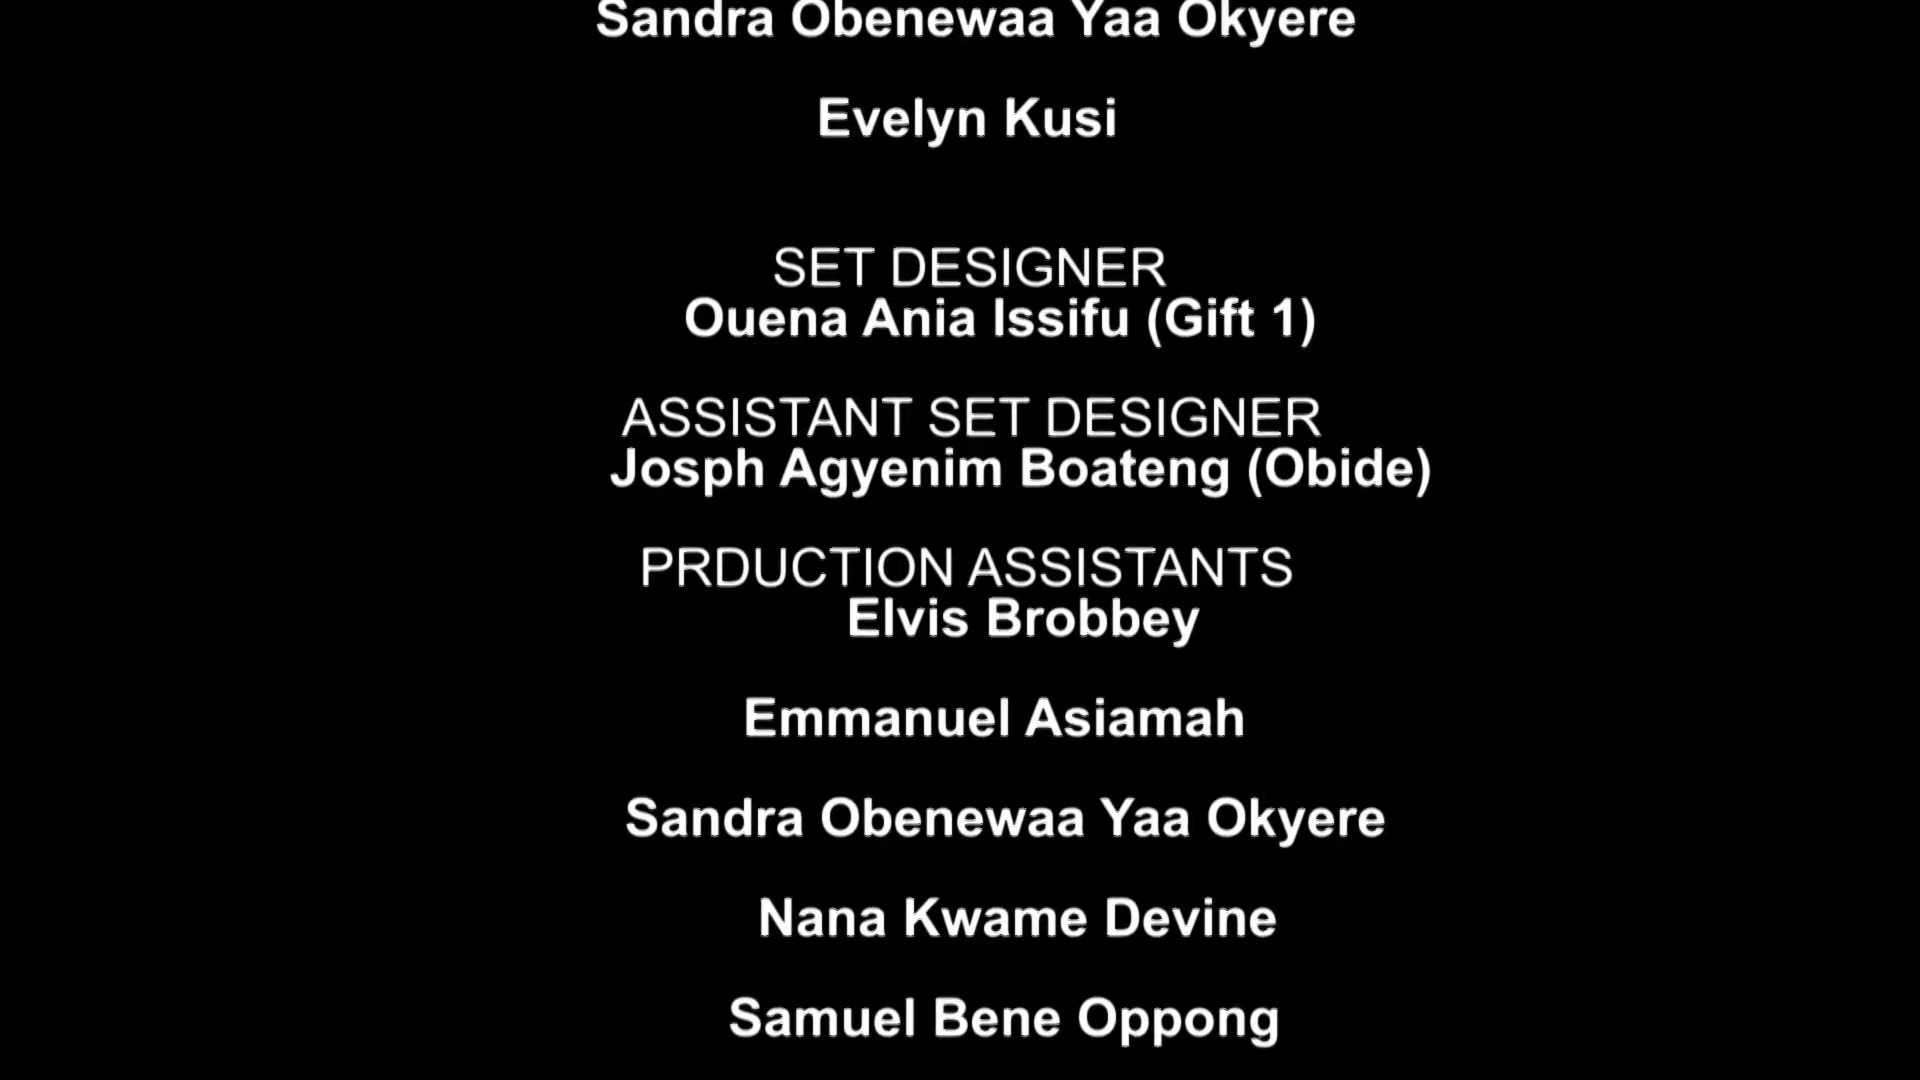 Sandra Obenewaa Yaa Okyere
Evelyn Kusi
SET DESIGNER
Ouena Ania Issifu (Gift 1)
ASSISTANT SET DESIGNER
Josph Agyenim Boateng (Obide)
PRDUCTION ASSISTANTS
Elvis Brobbey
Emmanuel Asiamah
Sandra Obenewaa Yaa Okyere
Nana Kwame Devine
Samuel Bene Oppong